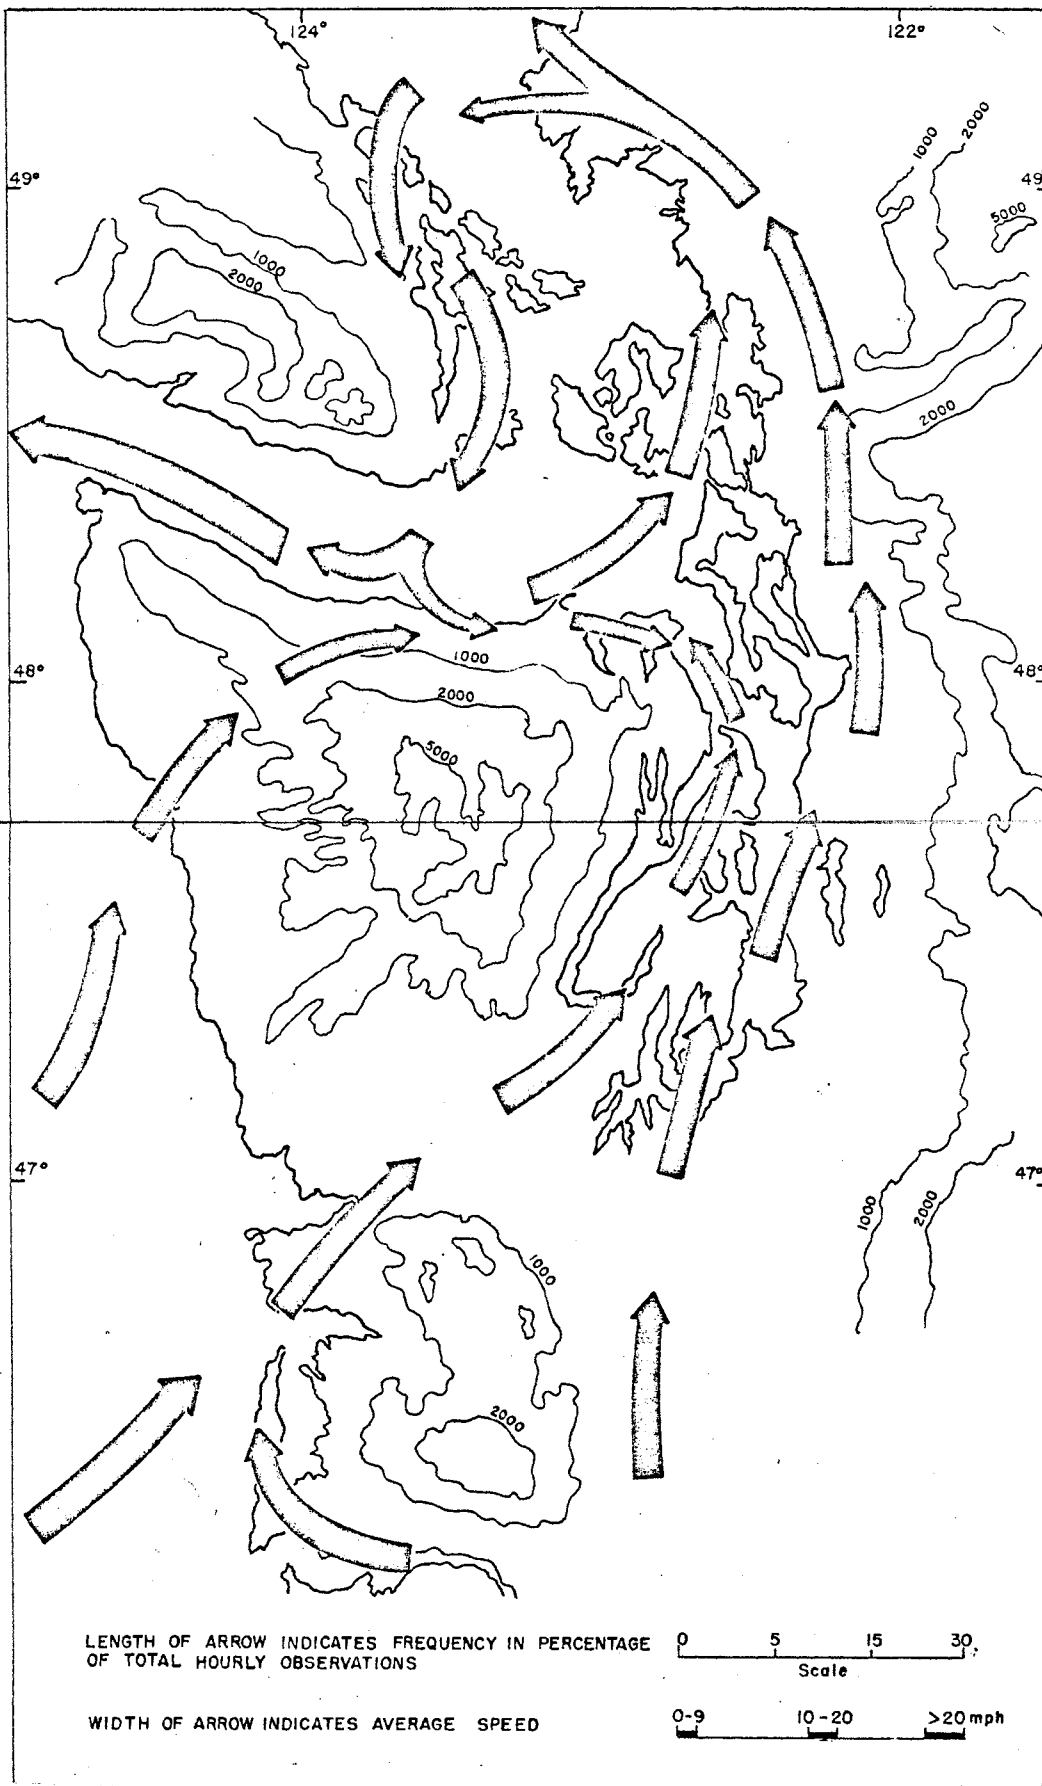 124° 122°
1000 2000
49° 49
5000
1000
2000
2000
48° 1000 48°
2000
5000
47° 47°
1000 2000
1000
2000
LENGTH OF ARROW INDICATES FREQUENCY IN PERCENTAGE
OF TOTAL HOURLY OBSERVATIONS
0 5 15 30
Scale
WIDTH OF ARROW INDICATES AVERAGE SPEED
0-9 10-20 >20 mph